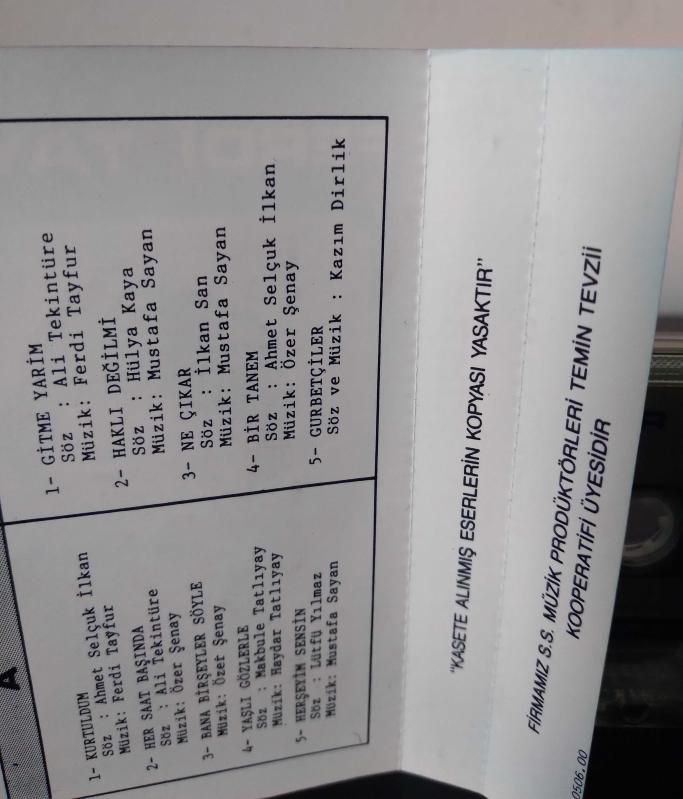 A
1- KURTULDUM
Söz : Ahmet Selçuk İlkan
Müzik: Ferdi Tayfur
2- HER SAAT BAŞINDA
Söz : Ali Tekintüre
Müzik: Özer Şenay
3- BANA BİRŞEYLER SÖYLE
Müzik: Özer Şenay
4- YAŞLI GÖZLERLE
Söz : Makbule Tatlıyay
Müzik: Haydar Tatlıyay
5- HERŞEYİM SENSİN
Söz : Lütfü Yılmaz
Müzik: Mustafa Sayan
1- GİTME YARİM
Söz : Ali Tekintüre
Müzik: Ferdi Tayfur
2- HAKLI DEĞİLMİ
Söz : Hülya Kaya
Müzik: Mustafa Sayan
3- NE ÇIKAR
Söz : İlkan San
Müzik: Mustafa Sayan
4- BİR TANEM
Söz : Ahmet Selçuk İlkan
Müzik: Özer Şenay
5- GURBETÇİLER
Söz ve Müzik : Kazım Dirlik
"KASETE ALINMIŞ ESERLERİN KOPYASI YASAKTIR"
FİRMAMIZ S.S. MÜZİK PRODÜKTÖRLERİ TEMİN TEVZİİ
KOOPERATİFİ ÜYESİDİR
0506.00